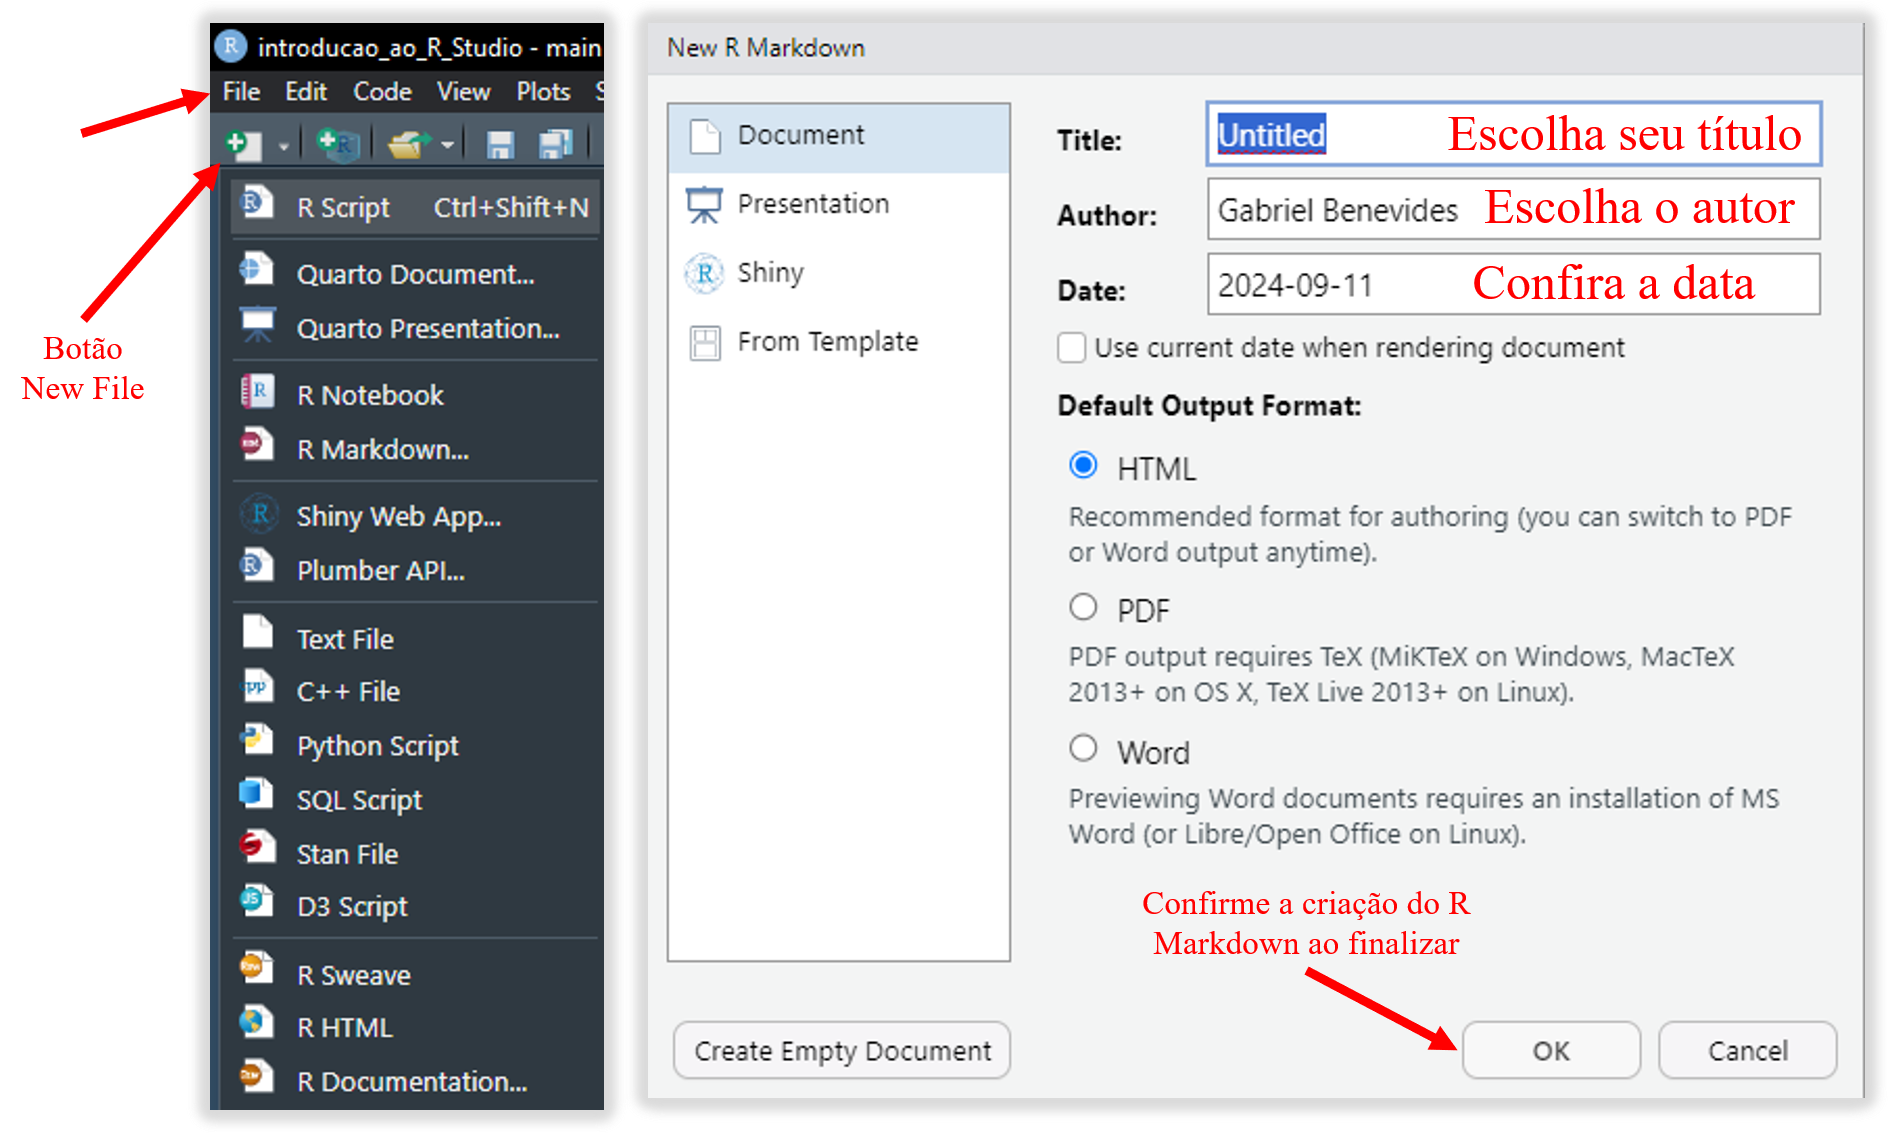 introducao_ao_R_Studio - main
File Edit Code View Plots S
R Script Ctrl+Shift+N
Quarto Document...
Quarto Presentation...
R Notebook
R Markdown...
Shiny Web App...
Plumber API...
Text File
C++ File
Python Script
SQL Script
Stan File
D3 Script
R Sweave
R HTML
R Documentation...
Botão
New File
New R Markdown
Document
Presentation
Shiny
From Template
Title: Untitled Escolha seu título
Author: Gabriel Benevides Escolha o autor
Date: 2024-09-11 Confira a data
Use current date when rendering document
Default Output Format:
HTML
Recommended format for authoring (you can switch to PDF
or Word output anytime).
PDF
PDF output requires TeX (MiKTeX on Windows, MacTeX
2013+ on OS X, TeX Live 2013+ on Linux).
Word
Previewing Word documents requires an installation of MS
Word (or Libre/Open Office on Linux).
Confirme a criação do R
Markdown ao finalizar
Create Empty Document OK Cancel